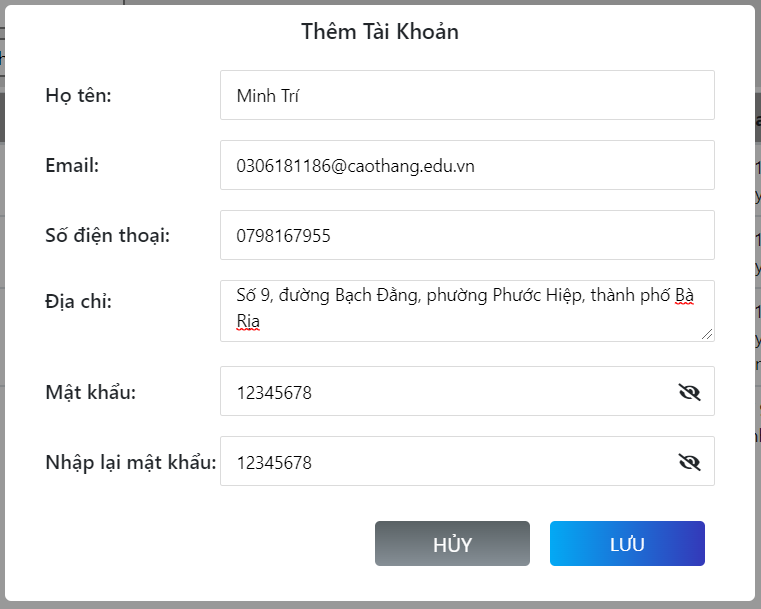 Thêm Tài Khoản
Họ tên:
Minh Trí
Email:
0306181186@caothang.edu.vn
Số điện thoại:
0798167955
Địa chỉ:
Số 9, đường Bạch Đằng, phường Phước Hiệp, thành phố Bà
Rịa
Mật khẩu:
12345678
Nhập lại mật khẩu:
12345678
HỦY
LƯU